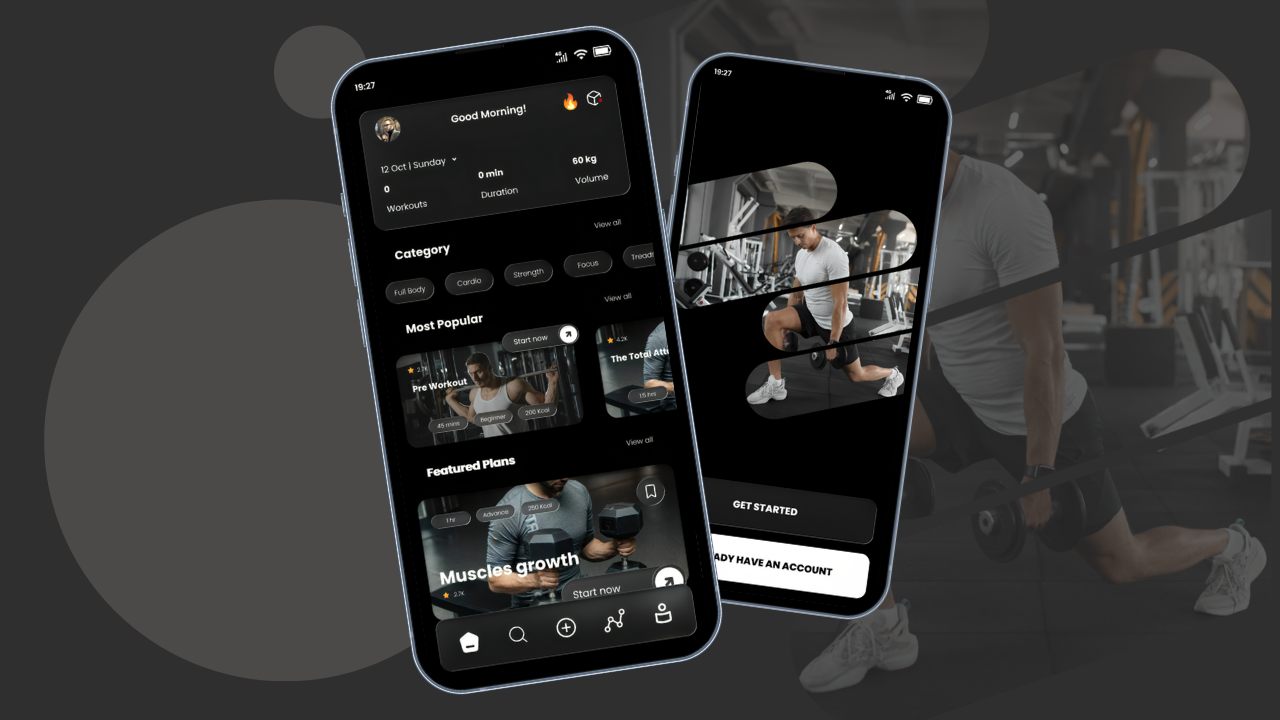 19:27
4G
Good Morning!
12 Oct | Sunday
0
Workouts
0 min
Duration
60 kg
Volume
Category
View all
Full Body
Cardio
Strength
Focus
Most Popular
View all
Start now
2.7K
Pre Workout
45 mins
Beginner
200 Kcal
4.2K
The Total
15 hrs
Featured Plans
View all
1 hr
Advance
250 Kcal
Muscles growth
2.7K
Start now
19:27
4G
GET STARTED
ADY HAVE AN ACCOUNT